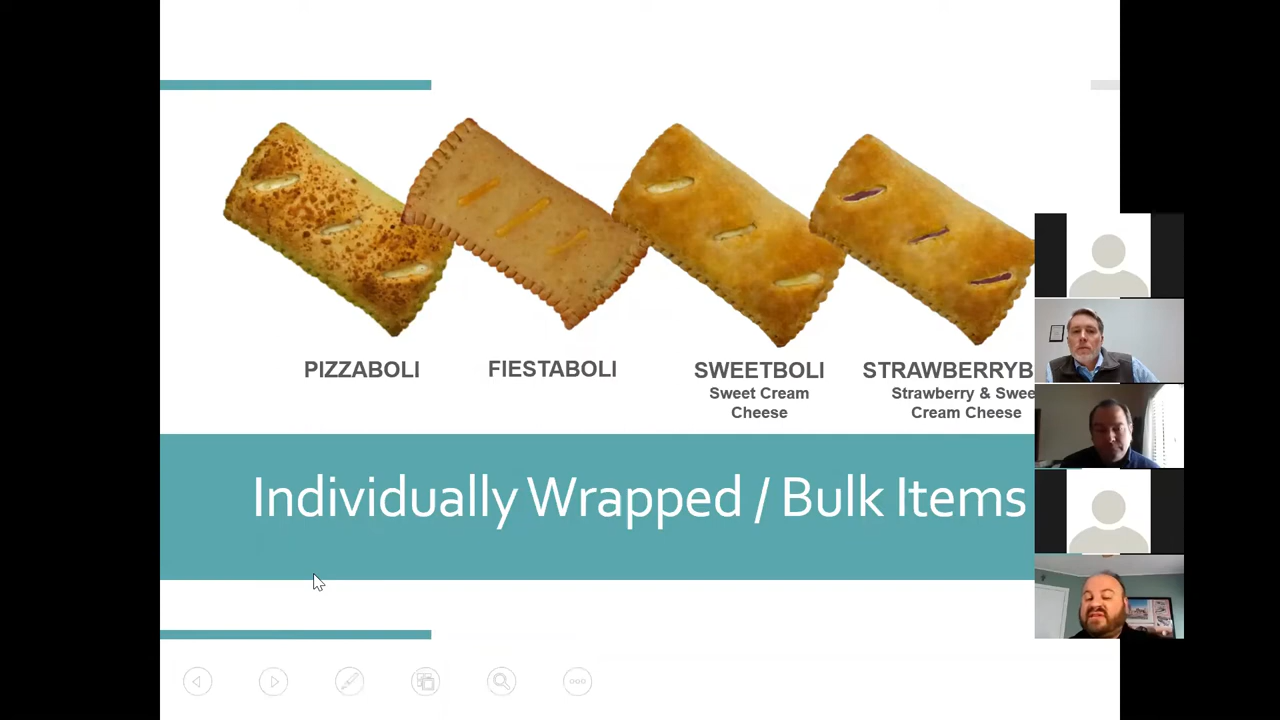 PIZZABOLI
FIESTABOLI
SWEETBOLI
Sweet Cream
Cheese
STRAWBERRYB
Strawberry & Swee
Cream Cheese
Individually Wrapped / Bulk Items